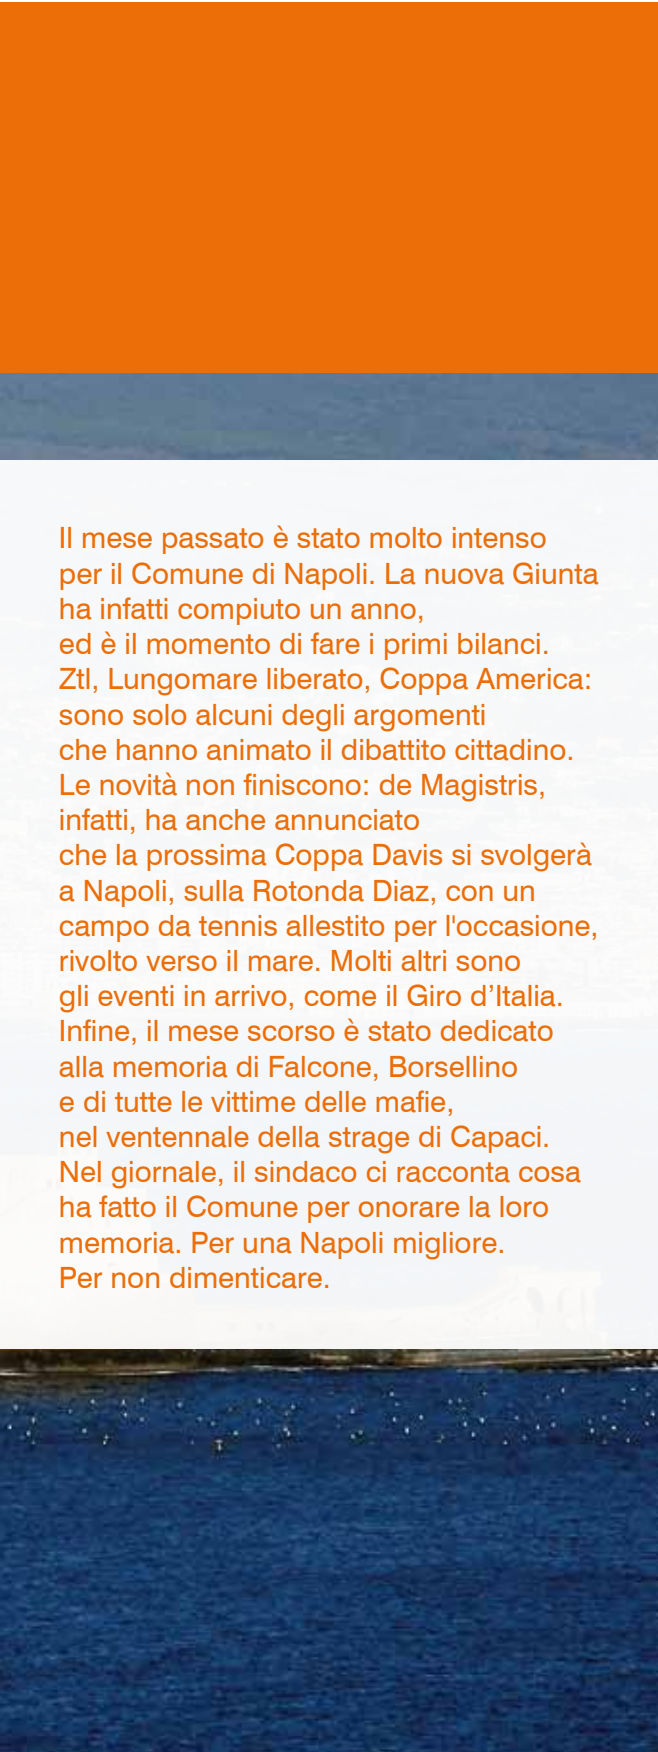 Il mese passato è stato molto intenso
per il Comune di Napoli. La nuova Giunta
ha infatti compiuto un anno,
ed è il momento di fare i primi bilanci.
Ztl, Lungomare liberato, Coppa America:
sono solo alcuni degli argomenti
che hanno animato il dibattito cittadino.
Le novità non finiscono: de Magistris,
infatti, ha anche annunciato
che la prossima Coppa Davis si svolgerà
a Napoli, sulla Rotonda Diaz, con un
campo da tennis allestito per l'occasione,
rivolto verso il mare. Molti altri sono
gli eventi in arrivo, come il Giro d’Italia.
Infine, il mese scorso è stato dedicato
alla memoria di Falcone, Borsellino
e di tutte le vittime delle mafie,
nel ventennale della strage di Capaci.
Nel giornale, il sindaco ci racconta cosa
ha fatto il Comune per onorare la loro
memoria. Per una Napoli migliore.
Per non dimenticare.